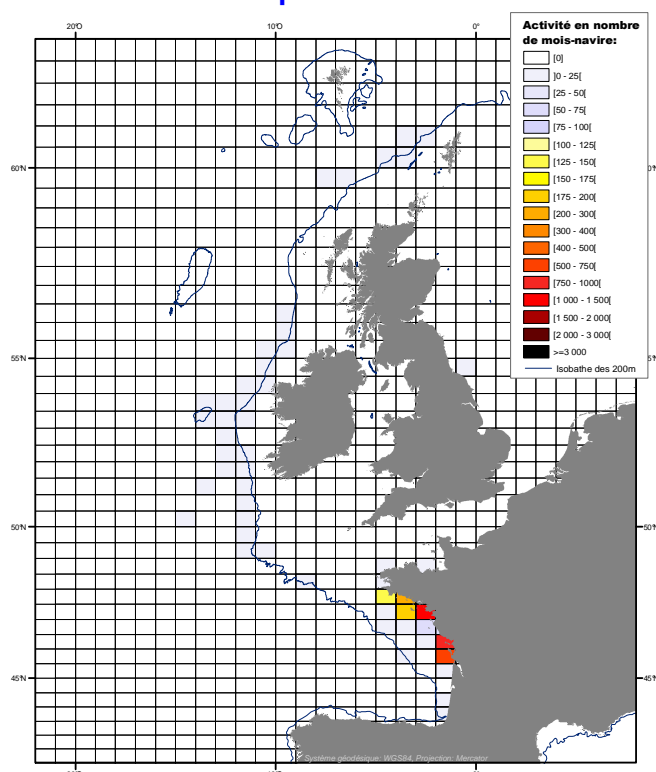 20°O
10°O
0°
Activité en nombre
de mois-navire:
[0]
]0 - 25[
[25 - 50[
[50 - 75[
[75 - 100[
[100 - 125[
[125 - 150[
[150 - 175[
[175 - 200[
[200 - 300[
[300 - 400[
[400 - 500[
[500 - 750[
[750 - 1000[
[1 000 - 1 500[
[1 500 - 2 000[
[2 000 - 3 000[
>=3 000
Isobathe des 200m
60°N
0°N
55°N
50°N
50°N
45°N
45°N
Système géodésique: WGS84, Projection: Mercator